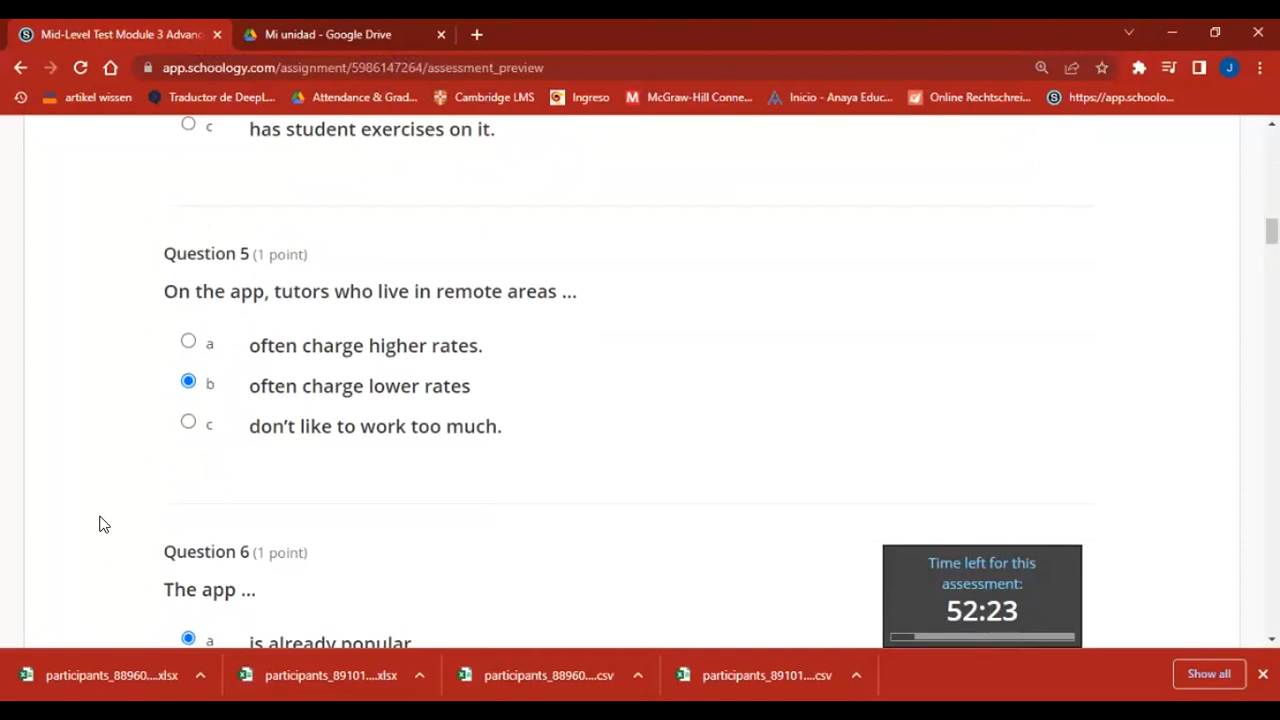 Mid-Level Test Module 3 Advanc
Mi unidad - Google Drive
app.schoology.com/assignment/5986147264/assessment_preview
J
artikel wissen
Traductor de DeepL...
Attendance & Grad...
Cambridge LMS
Ingreso
McGraw-Hill Conne...
Inicio - Anaya Educ...
Online Rechtschrei...
https://app.schoolo...
c has student exercises on it.
Question 5 (1 point)
On the app, tutors who live in remote areas ...
a often charge higher rates.
b often charge lower rates
c don’t like to work too much.
Question 6 (1 point)
The app ...
a is already popular
Time left for this
assessment:
52:23
participants_88960....xlsx
participants_89101....xlsx
participants_88960....csv
participants_89101....csv
Show all